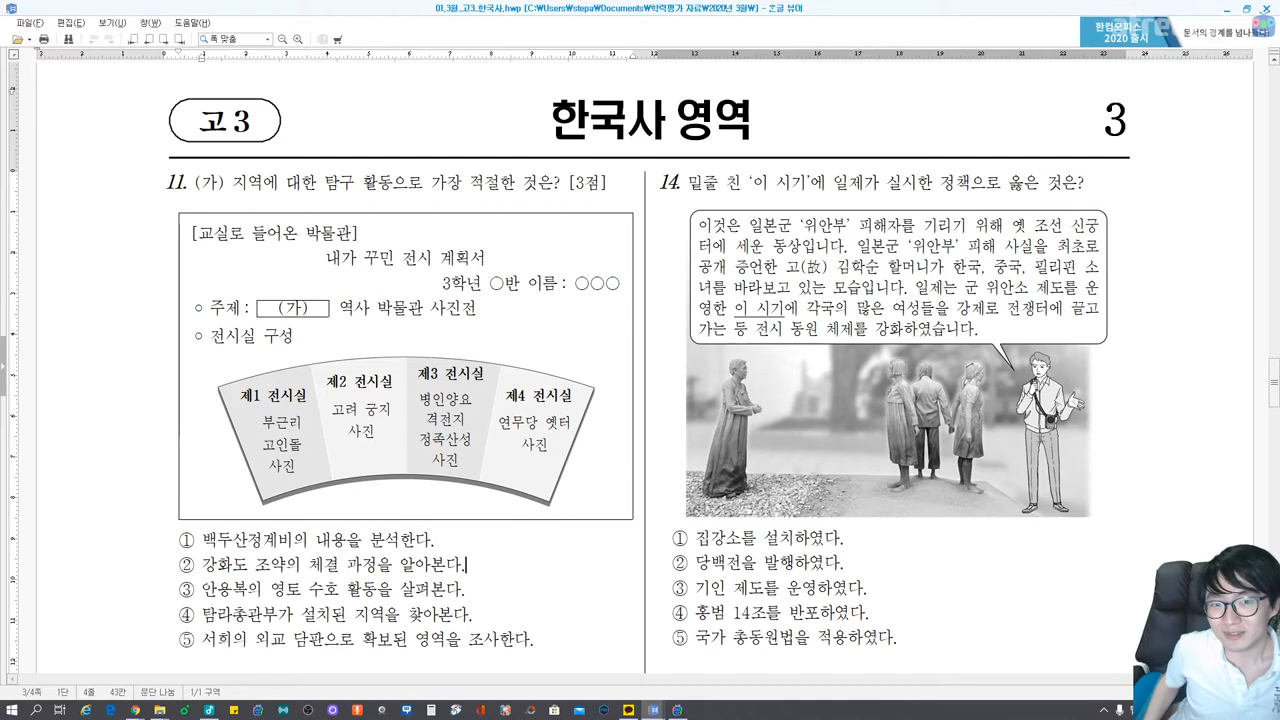 01.3월_고3.한국사.hwp [C:₩Users₩stepa₩Documents₩학력평가 자료₩2020년 3월₩] - 흔글 뷰어
파일(F) 편집(E) 보기(U) 창(W) 도움말(H)
폭 맞춤
한컴오피스
2020 출시
문서의 경계를 넘나들다
고 3
한국사 영역
3
11. (가) 지역에 대한 탐구 활동으로 가장 적절한 것은? [3점]
[교실로 들어온 박물관]
내가 꾸민 전시 계획서
3학년 ○반 이름 : ○○○
○ 주제 : (가) 역사 박물관 사진전
○ 전시실 구성
제1 전시실
부근리
고인돌
사진
제2 전시실
고려 궁지
사진
제3 전시실
병인양요
격전지
정족산성
사진
제4 전시실
연무당 옛터
사진
① 백두산정계비의 내용을 분석한다.
② 강화도 조약의 체결 과정을 알아본다.
③ 안용복의 영토 수호 활동을 살펴본다.
④ 탐라총관부가 설치된 지역을 찾아본다.
⑤ 서희의 외교 담판으로 확보된 영역을 조사한다.
14. 밑줄 친 ‘이 시기’에 일제가 실시한 정책으로 옳은 것은?
이것은 일본군 ‘위안부’ 피해자를 기리기 위해 옛 조선 신궁
터에 세운 동상입니다. 일본군 ‘위안부’ 피해 사실을 최초로
공개 증언한 고(故) 김학순 할머니가 한국, 중국, 필리핀 소
녀를 바라보고 있는 모습입니다. 일제는 군 위안소 제도를 운
영한 이 시기에 각국의 많은 여성들을 강제로 전쟁터에 끌고
가는 등 전시 동원 체제를 강화하였습니다.
① 집강소를 설치하였다.
② 당백전을 발행하였다.
③ 기인 제도를 운영하였다.
④ 홍범 14조를 반포하였다.
⑤ 국가 총동원법을 적용하였다.
3/4쪽 1단 4줄 43칸 문단 나눔 1/1 구역